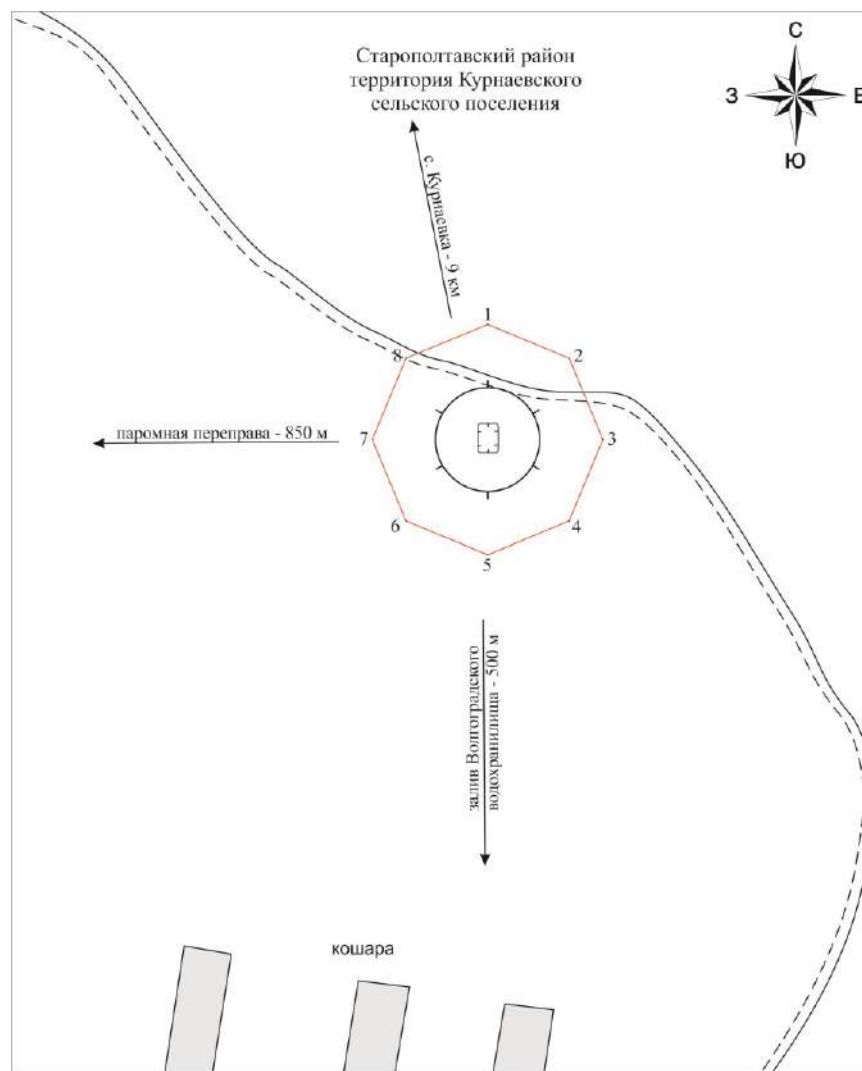 Старополтавский район
территория Курнаевского
сельского поселения
С
З
В
Ю
с. Курнаевка - 9 км
1
2
3
4
5
6
7
8
паромная переправа - 850 м
залив Волгоградского
водохранилища - 500 м
кошара